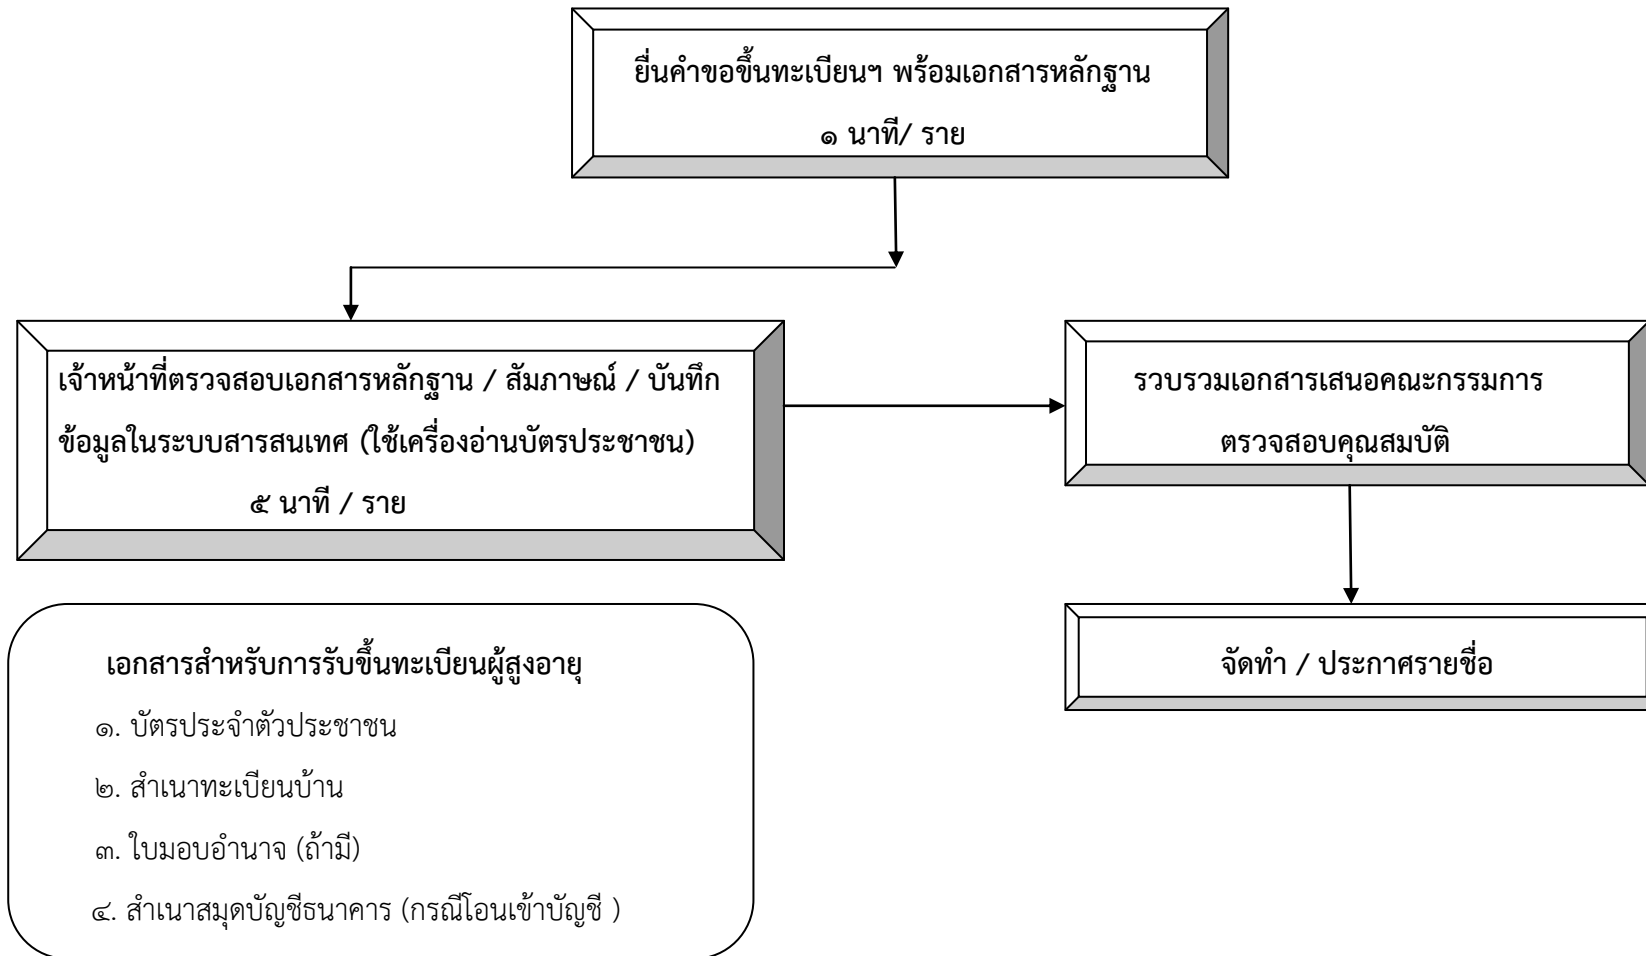 ยื่นคำขอขึ้นทะเบียนฯ พร้อมเอกสารหลักฐาน
๑ นาที/ ราย
เจ้าหน้าที่ตรวจสอบเอกสารหลักฐาน / สัมภาษณ์ / บันทึก
ข้อมูลในระบบสารสนเทศ (ใช้เครื่องอ่านบัตรประชาชน)
๕ นาที / ราย
รวบรวมเอกสารเสนอคณะกรรมการ
ตรวจสอบคุณสมบัติ
จัดทำ / ประกาศรายชื่อ
เอกสารสำหรับการรับขึ้นทะเบียนผู้สูงอายุ
๑. บัตรประจำตัวประชาชน
๒. สำเนาทะเบียนบ้าน
๓. ใบมอบอำนาจ (ถ้ามี)
๔. สำเนาสมุดบัญชีธนาคาร (กรณีโอนเข้าบัญชี )